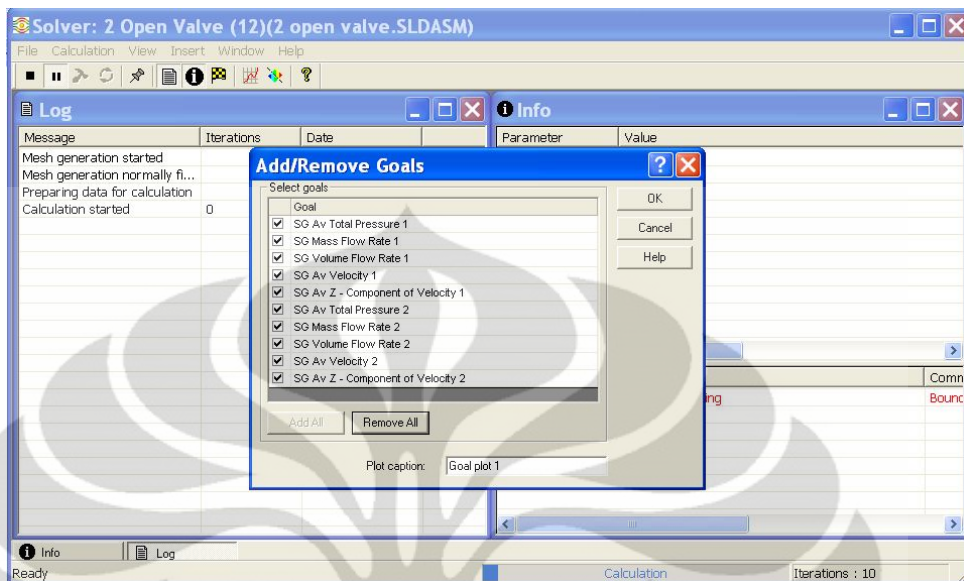 Solver: 2 Open Valve (12)(2 open valve.SLDASM)
File Calculation View Insert Window Help
Log
Info
Message Iterations Date
Parameter Value
Mesh generation started
Mesh generation normally fi...
Preparing data for calculation
Calculation started 0
Add/Remove Goals
Select goals
Goal
SG Av Total Pressure 1
SG Mass Flow Rate 1
SG Volume Flow Rate 1
SG Av Velocity 1
SG Av Z - Component of Velocity 1
SG Av Total Pressure 2
SG Mass Flow Rate 2
SG Volume Flow Rate 2
SG Av Velocity 2
SG Av Z - Component of Velocity 2
OK
Cancel
Help
Add All Remove All
Plot caption: Goal plot 1
Comm
ing Bound
Info Log
Ready Calculation Iterations : 10